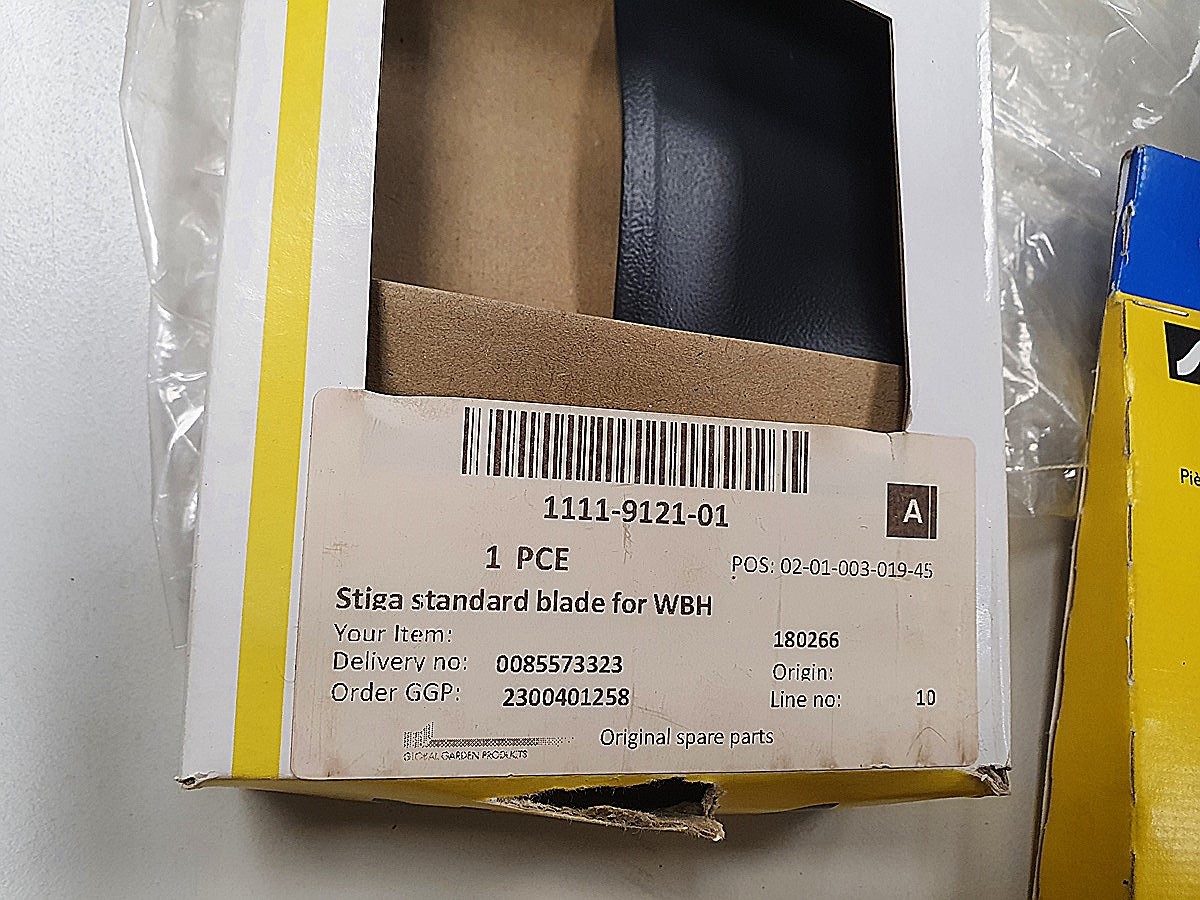 1111-9121-01
A
1 PCE
POS: 02-01-003-019-45
Stiga standard blade for WBH
Your Item:
180266
Delivery no: 0085573323
Origin:
Order GGP: 2300401258
Line no: 10
GLOBAL GARDEN PRODUCTS
Original spare parts
Piè